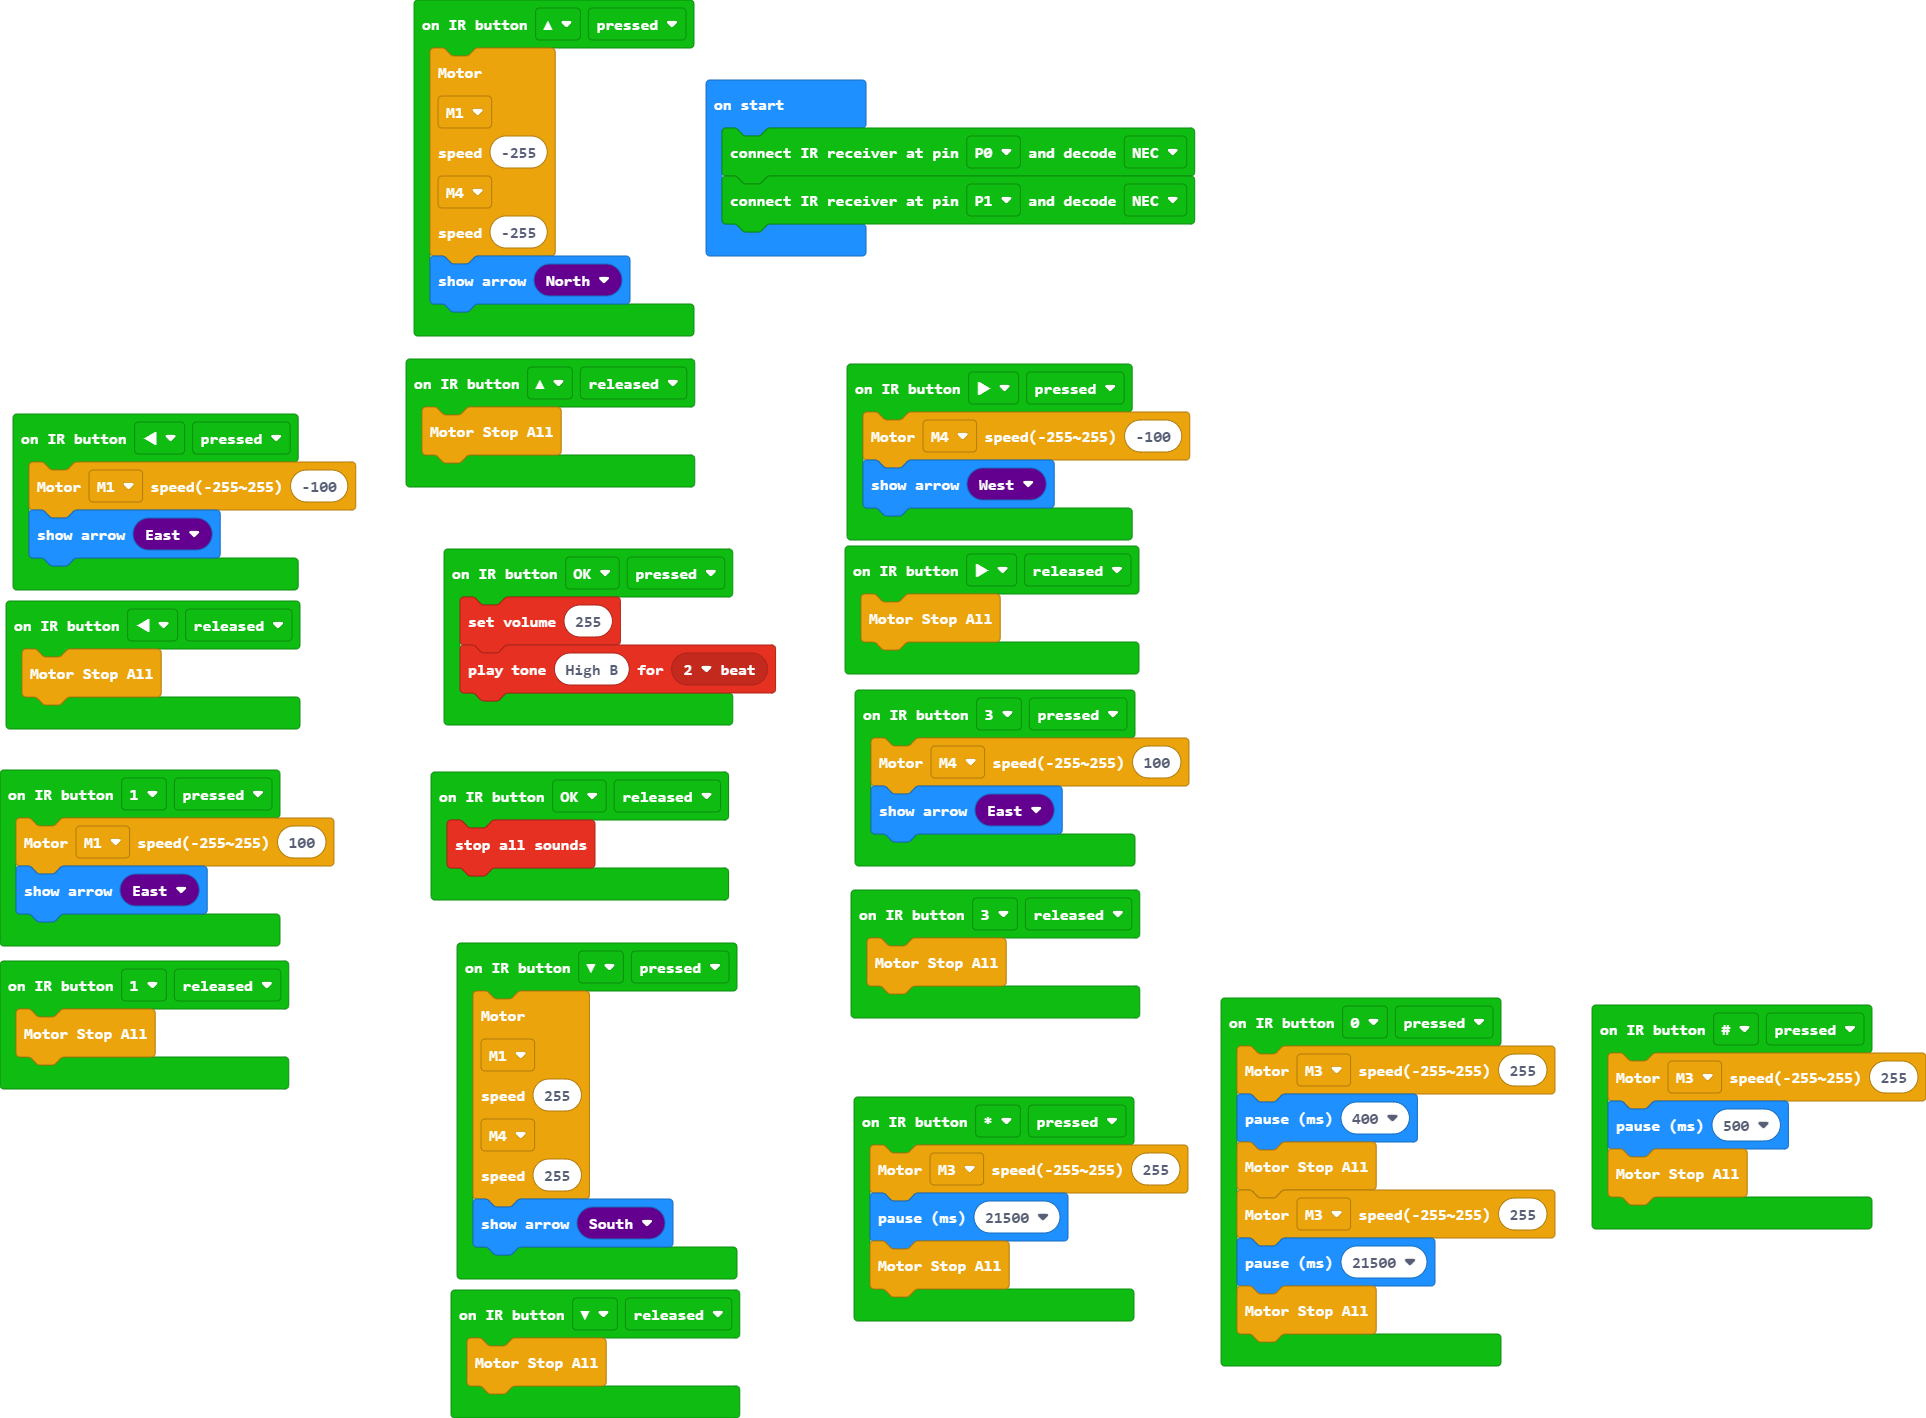 on IR button ▲ pressed
Motor
M1
speed -255
M4
speed -255
show arrow North
on start
connect IR receiver at pin P0 and decode NEC
connect IR receiver at pin P1 and decode NEC
on IR button ▲ released
Motor Stop All
on IR button ▶ pressed
Motor M4 speed(-255~255) -100
show arrow West
on IR button ◀ pressed
Motor M1 speed(-255~255) -100
show arrow East
on IR button OK pressed
set volume 255
play tone High B for 2 beat
on IR button ▶ released
Motor Stop All
on IR button ◀ released
Motor Stop All
on IR button 3 pressed
Motor M4 speed(-255~255) 100
show arrow East
on IR button 1 pressed
Motor M1 speed(-255~255) 100
show arrow East
on IR button OK released
stop all sounds
on IR button 3 released
Motor Stop All
on IR button 1 released
Motor Stop All
on IR button ▼ pressed
Motor
M1
speed 255
M4
speed 255
show arrow South
on IR button 0 pressed
Motor M3 speed(-255~255) 255
pause (ms) 400
Motor Stop All
Motor M3 speed(-255~255) 255
pause (ms) 21500
Motor Stop All
on IR button # pressed
Motor M3 speed(-255~255) 255
pause (ms) 500
Motor Stop All
on IR button * pressed
Motor M3 speed(-255~255) 255
pause (ms) 21500
Motor Stop All
on IR button ▼ released
Motor Stop All